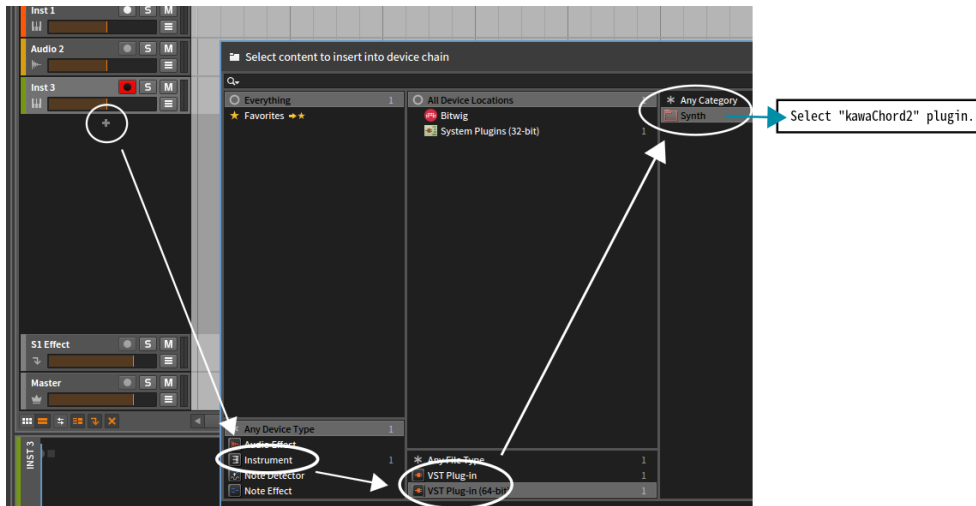 Inst 1
S M
Audio 2
S M
Inst 3
S M
Select content to insert into device chain
Everything 1
Favorites
All Device Locations
Bitwig
System Plugins (32-bit) 1
Any Category
Synth
Select "kawaChord2" plugin.
S1 Effect
S M
Master
S M
INST 3
Any Device Type 1
Audio Effect
Instrument 1
Note Detector
Note Effect
Any File Type 1
VST Plug-in 1
VST Plug-in (64-bit) 1